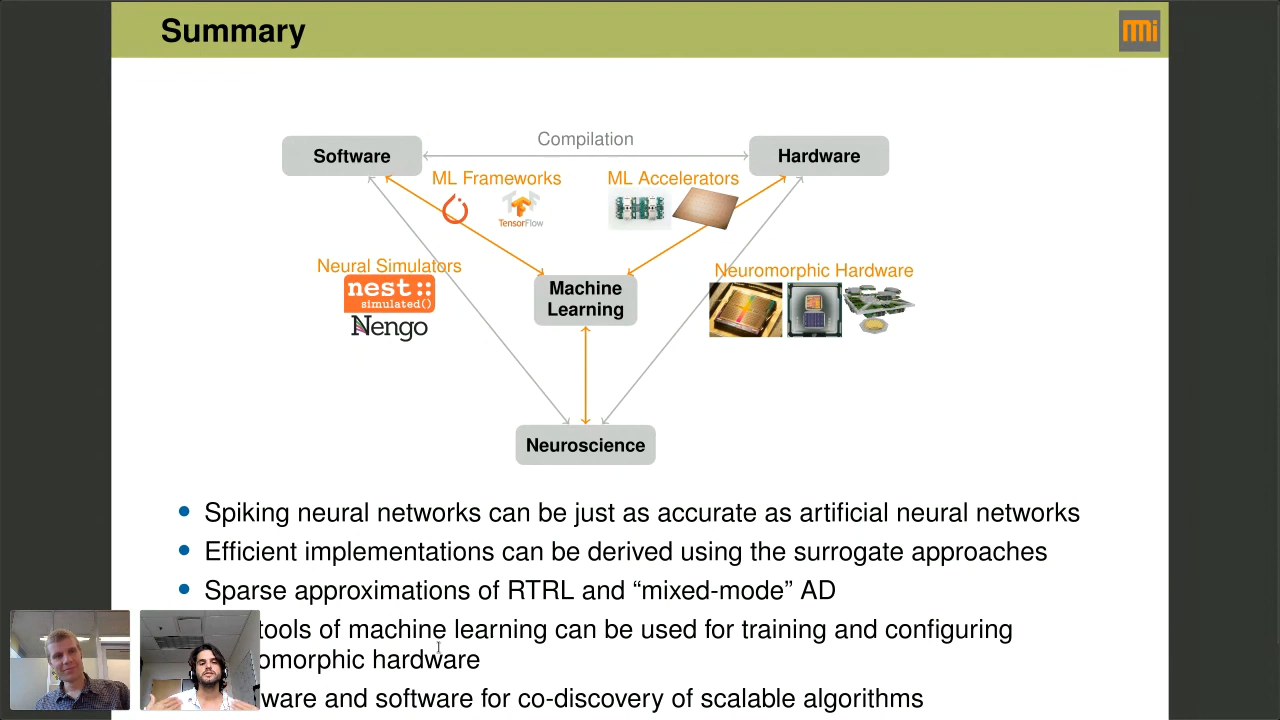 Summary
Compilation
Software
Hardware
ML Frameworks
ML Accelerators
TensorFlow
Neural Simulators
nest::
simulated()
Nengo
Neuromorphic Hardware
Machine
Learning
Neuroscience
Spiking neural networks can be just as accurate as artificial neural networks
Efficient implementations can be derived using the surrogate approaches
Sparse approximations of RTRL and “mixed-mode” AD
tools of machine learning can be used for training and configuring
omorphic hardware
ware and software for co-discovery of scalable algorithms